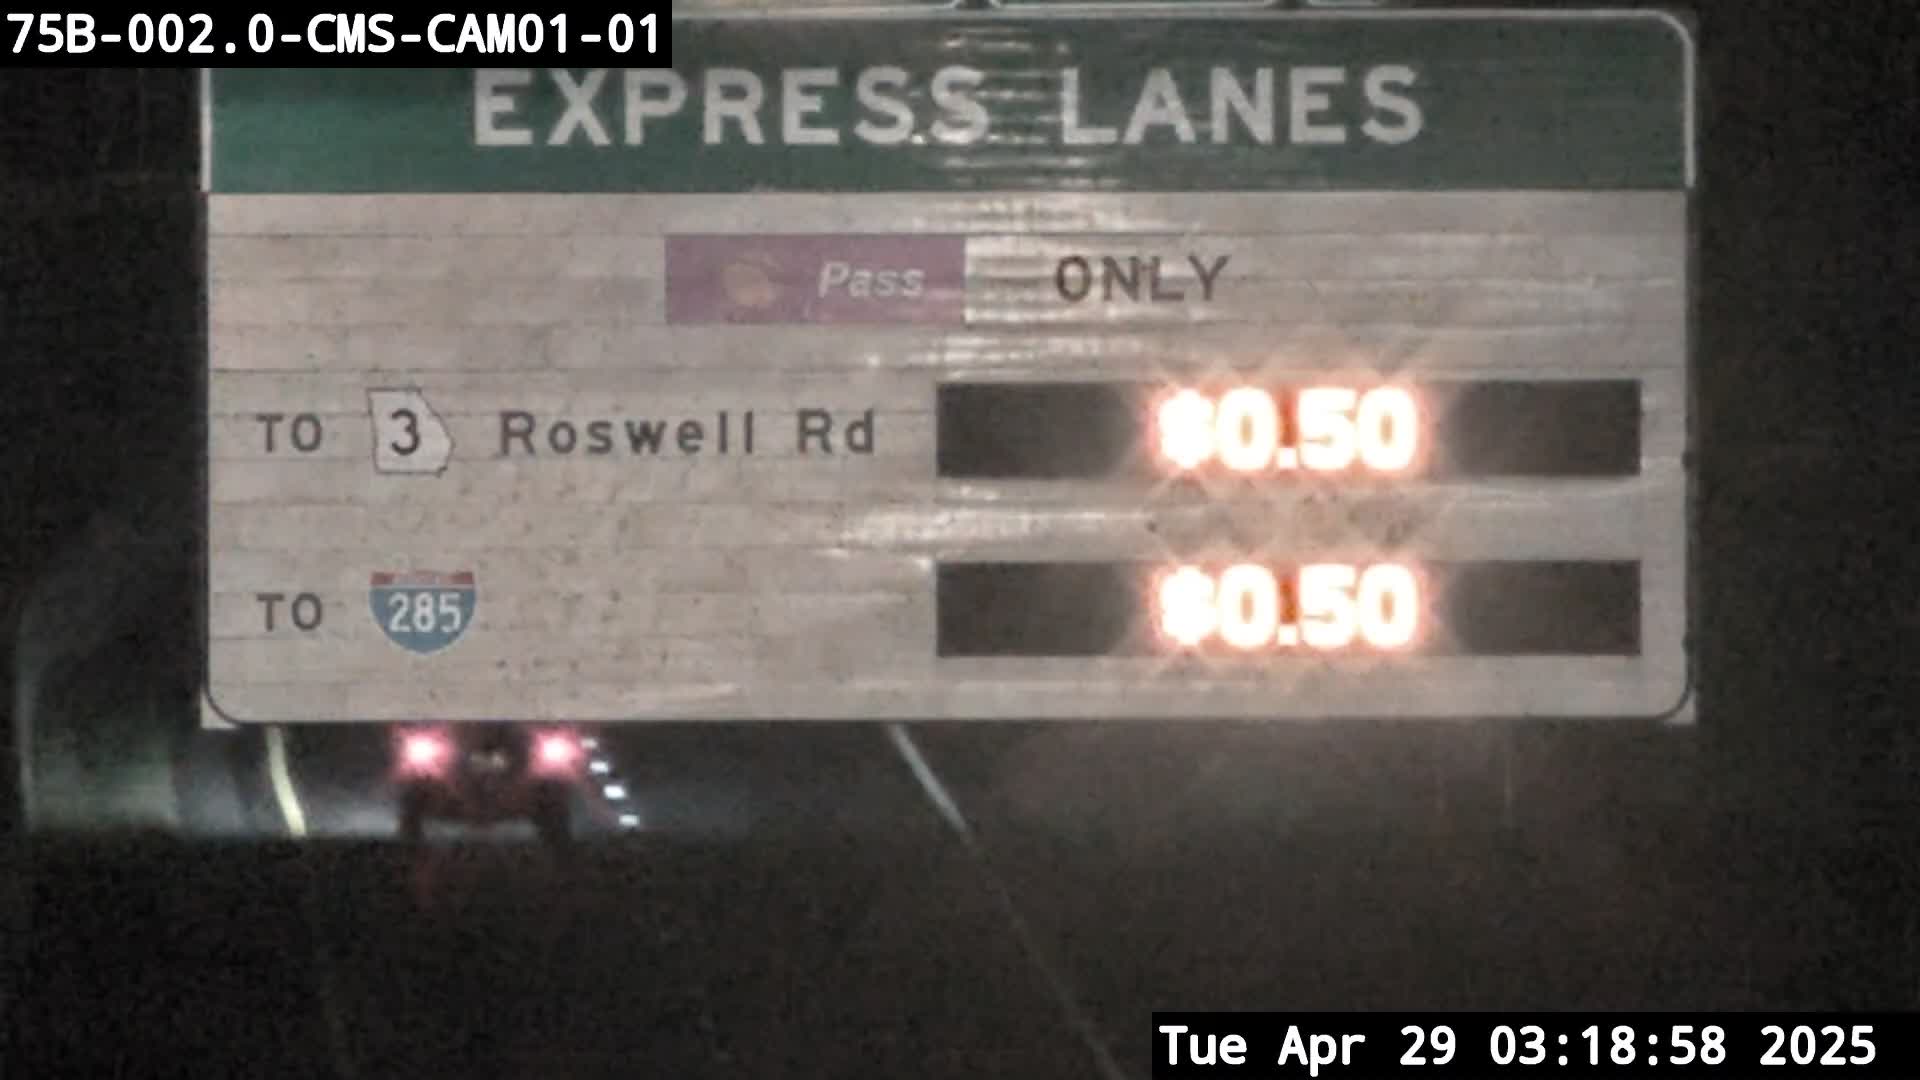 75B-002.0-CMS-CAM01-01
EXPRESS LANES
Pass ONLY
TO 3 Roswell Rd $0.50
TO 285 $0.50
Tue Apr 29 03:18:58 2025